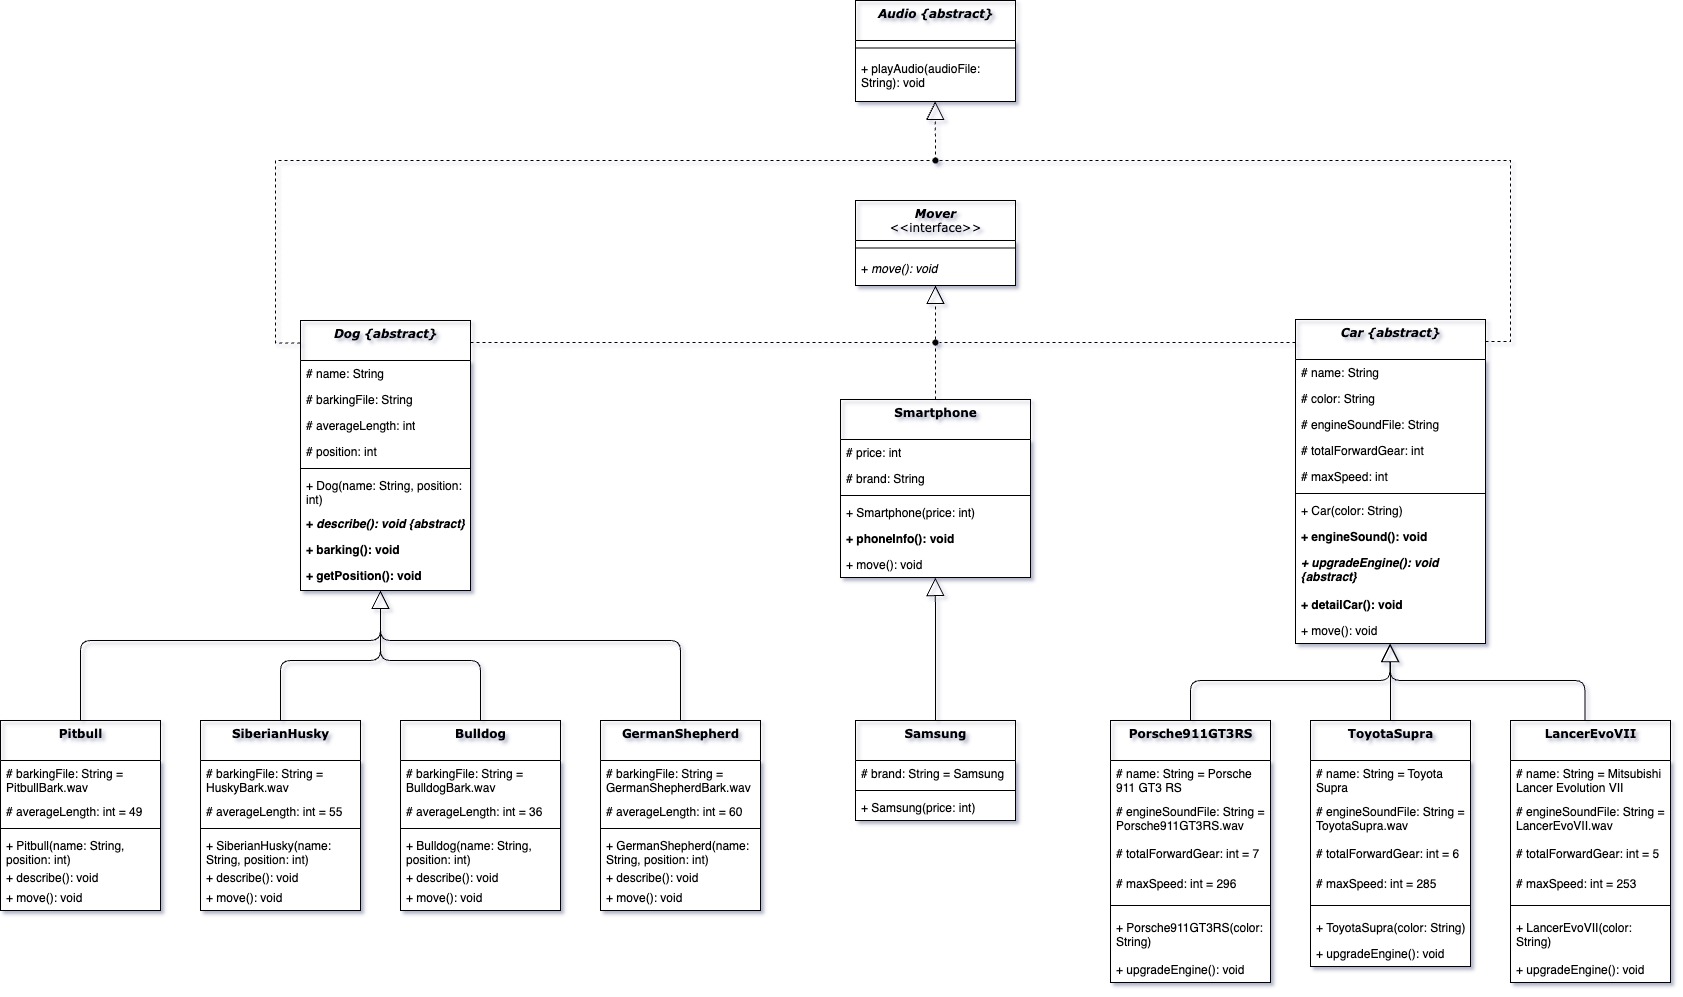 Audio {abstract}
+ playAudio(audioFile:
String): void
Mover
<<interface>>
+ move(): void
Dog {abstract}
# name: String
# barkingFile: String
# averageLength: int
# position: int
+ Dog(name: String, position:
int)
+ describe(): void {abstract}
+ barking(): void
+ getPosition(): void
Smartphone
# price: int
# brand: String
+ Smartphone(price: int)
+ phoneInfo(): void
+ move(): void
Car {abstract}
# name: String
# color: String
# engineSoundFile: String
# totalForwardGear: int
# maxSpeed: int
+ Car(color: String)
+ engineSound(): void
+ upgradeEngine(): void
{abstract}
+ detailCar(): void
+ move(): void
Pitbull
# barkingFile: String =
PitbullBark.wav
# averageLength: int = 49
+ Pitbull(name: String,
position: int)
+ describe(): void
+ move(): void
SiberianHusky
# barkingFile: String =
HuskyBark.wav
# averageLength: int = 55
+ SiberianHusky(name:
String, position: int)
+ describe(): void
+ move(): void
Bulldog
# barkingFile: String =
BulldogBark.wav
# averageLength: int = 36
+ Bulldog(name: String,
position: int)
+ describe(): void
+ move(): void
GermanShepherd
# barkingFile: String =
GermanShepherdBark.wav
# averageLength: int = 60
+ GermanShepherd(name:
String, position: int)
+ describe(): void
+ move(): void
Samsung
# brand: String = Samsung
+ Samsung(price: int)
Porsche911GT3RS
# name: String = Porsche
911 GT3 RS
# engineSoundFile: String =
Porsche911GT3RS.wav
# totalForwardGear: int = 7
# maxSpeed: int = 296
+ Porsche911GT3RS(color:
String)
+ upgradeEngine(): void
ToyotaSupra
# name: String = Toyota
Supra
# engineSoundFile: String =
ToyotaSupra.wav
# totalForwardGear: int = 6
# maxSpeed: int = 285
+ ToyotaSupra(color: String)
+ upgradeEngine(): void
LancerEvoVII
# name: String = Mitsubishi
Lancer Evolution VII
# engineSoundFile: String =
LancerEvoVII.wav
# totalForwardGear: int = 5
# maxSpeed: int = 253
+ LancerEvoVII(color:
String)
+ upgradeEngine(): void